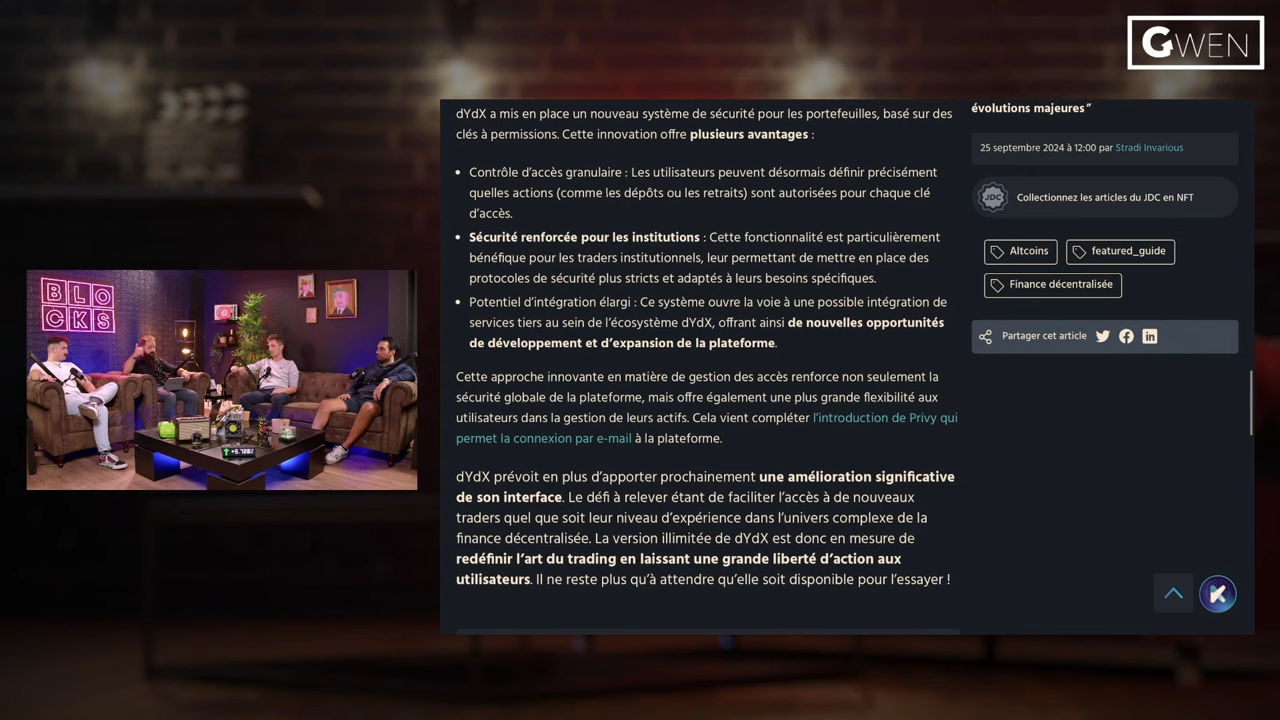 GWEN
dYdX a mis en place un nouveau système de sécurité pour les portefeuilles, basé sur des
clés à permissions. Cette innovation offre plusieurs avantages :
Contrôle d'accès granulaire : Les utilisateurs peuvent désormais définir précisément
quelles actions (comme les dépôts ou les retraits) sont autorisées pour chaque clé
d'accès.
Sécurité renforcée pour les institutions : Cette fonctionnalité est particulièrement
bénéfique pour les traders institutionnels, leur permettant de mettre en place des
protocoles de sécurité plus stricts et adaptés à leurs besoins spécifiques.
Potentiel d'intégration élargi : Ce système ouvre la voie à une possible intégration de
services tiers au sein de l'écosystème dYdX, offrant ainsi de nouvelles opportunités
de développement et d'expansion de la plateforme.
Cette approche innovante en matière de gestion des accès renforce non seulement la
sécurité globale de la plateforme, mais offre également une plus grande flexibilité aux
utilisateurs dans la gestion de leurs actifs. Cela vient compléter l'introduction de Privy qui
permet la connexion par e-mail à la plateforme.
dYdX prévoit en plus d'apporter prochainement une amélioration significative
de son interface. Le défi à relever étant de faciliter l'accès à de nouveaux
traders quel que soit leur niveau d'expérience dans l'univers complexe de la
finance décentralisée. La version illimitée de dYdX est donc en mesure de
redéfinir l'art du trading en laissant une grande liberté d'action aux
utilisateurs. Il ne reste plus qu'à attendre qu'elle soit disponible pour l'essayer !
évolutions majeures”
25 septembre 2024 à 12:00 par Stradi Invarious
JDC
Collectionnez les articles du JDC en NFT
Altcoins
featured_guide
Finance décentralisée
Partager cet article
BLO
CKS